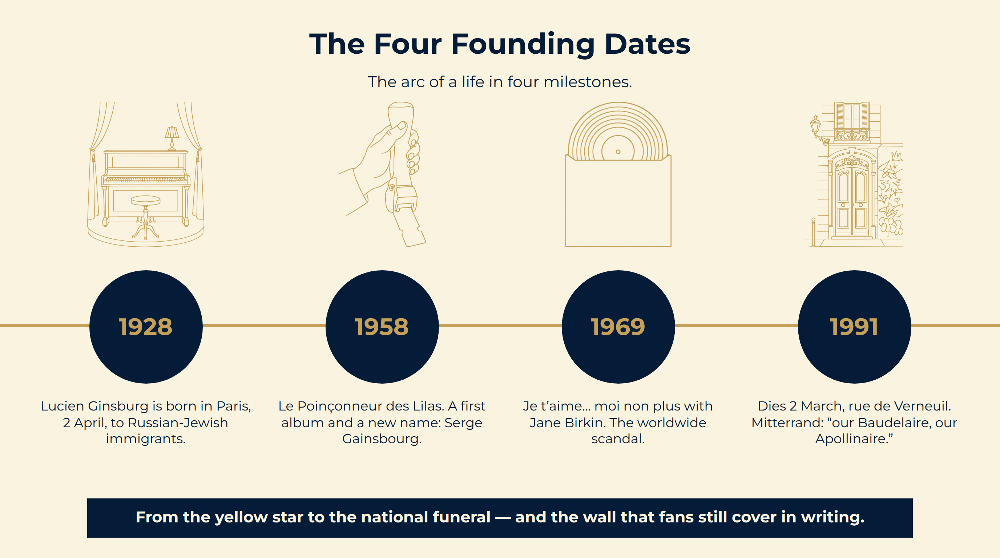 The Four Founding Dates
The arc of a life in four milestones.
1928
1958
1969
1991
Lucien Ginsburg is born in Paris,
2 April, to Russian-Jewish
immigrants.
Le Poinçonneur des Lilas. A first
album and a new name: Serge
Gainsbourg.
Je t’aime… moi non plus with
Jane Birkin. The worldwide
scandal.
Dies 2 March, rue de Verneuil.
Mitterrand: “our Baudelaire, our
Apollinaire.”
From the yellow star to the national funeral — and the wall that fans still cover in writing.